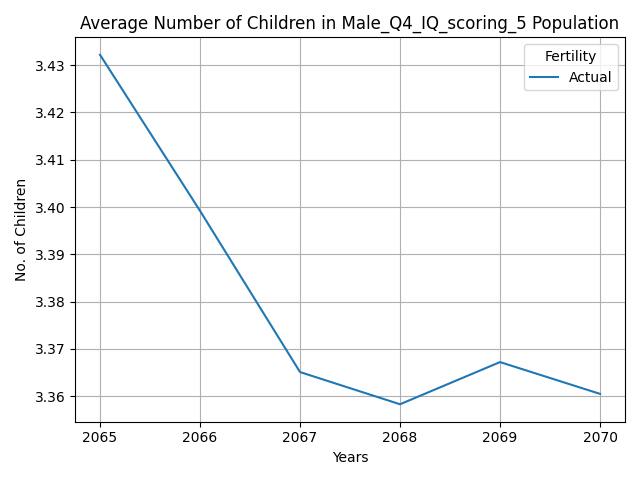 Average Number of Children in Male_Q4_IQ_scoring_5 Population
Fertility
Actual
3.43
3.42
3.41
3.40
3.39
3.38
3.37
3.36
No. of Children
2065 2066 2067 2068 2069 2070
Years